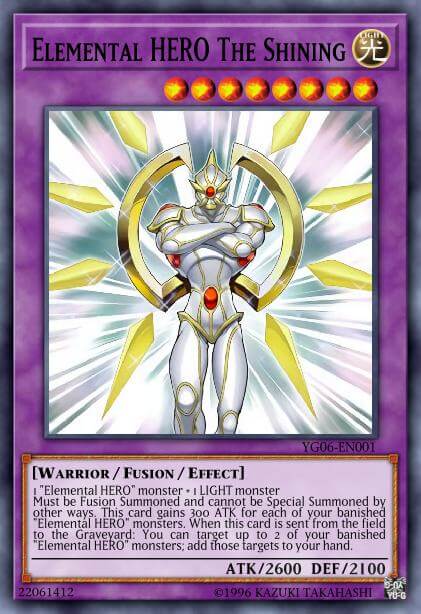 Elemental HERO The Shining
LIGHT
光
YG06-EN001
[Warrior / Fusion / Effect]
1 "Elemental HERO" monster + 1 LIGHT monster
Must be Fusion Summoned and cannot be Special Summoned by
other ways. This card gains 300 ATK for each of your banished
"Elemental HERO" monsters. When this card is sent from the field
to the Graveyard: You can target up to 2 of your banished
"Elemental HERO" monsters; add those targets to your hand.
ATK/2600 DEF/2100
22061412
©1996 KAZUKI TAKAHASHI